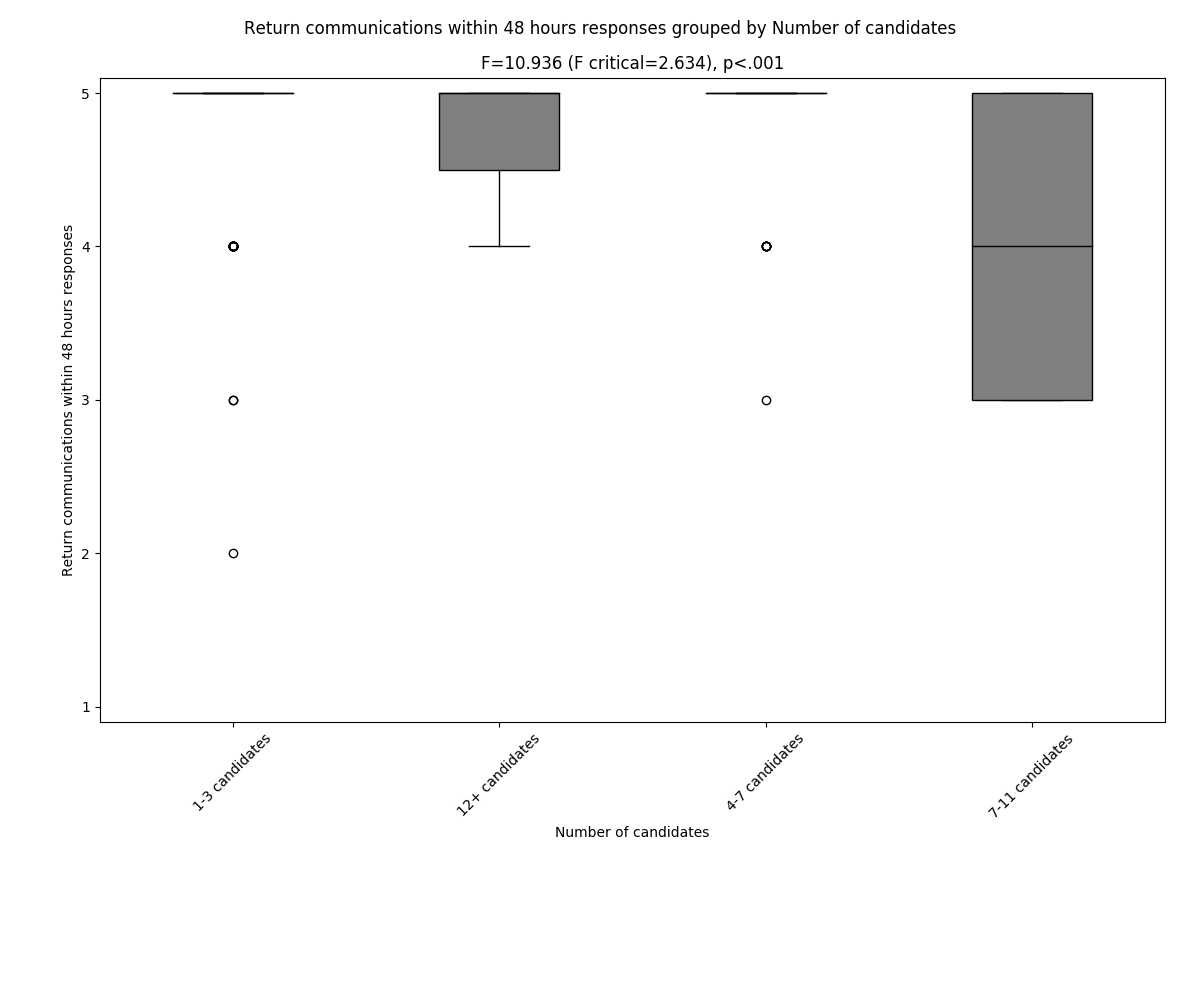 Return communications within 48 hours responses grouped by Number of candidates
F=10.936 (F critical=2.634), p<.001
Return communications within 48 hours responses
5
4
3
2
1
1-3 candidates
12+ candidates
4-7 candidates
7-11 candidates
Number of candidates